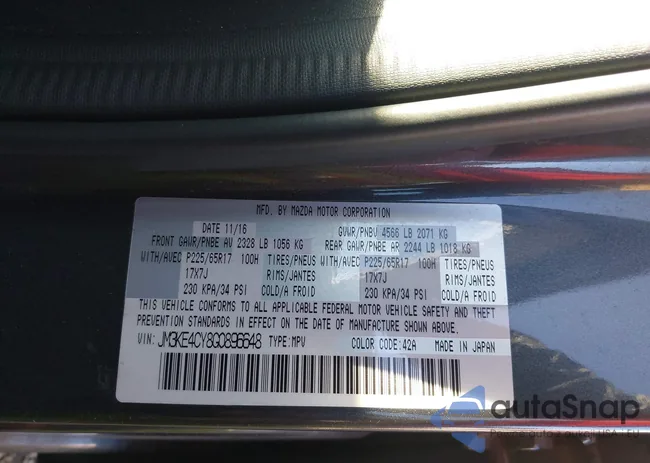 MFD. BY MAZDA MOTOR CORPORATION
DATE 11/16 GVWR/PNBV 4566 LB 2071 KG
FRONT GAWR/PNBE AV 2328 LB 1056 KG REAR GAWR/PNBE AR 2244 LB 1018 KG
WITH/AVEC P225/65R17 100H TIRES/PNEUS WITH/AVEC P225/65R17 100H TIRES/PNEUS
17X7J RIMS/JANTES 17X7J RIMS/JANTES
230 KPA/34 PSI COLD/A FROID 230 KPA/34 PSI COLD/A FROID
THIS VEHICLE CONFORMS TO ALL APPLICABLE FEDERAL MOTOR VEHICLE SAFETY AND THEFT
PREVENTION STANDARDS IN EFFECT ON THE DATE OF MANUFACTURE SHOWN ABOVE.
VIN: JM3KE4CY8G0896648 TYPE: MPV COLOR CODE: 42A MADE IN JAPAN
autaSnap